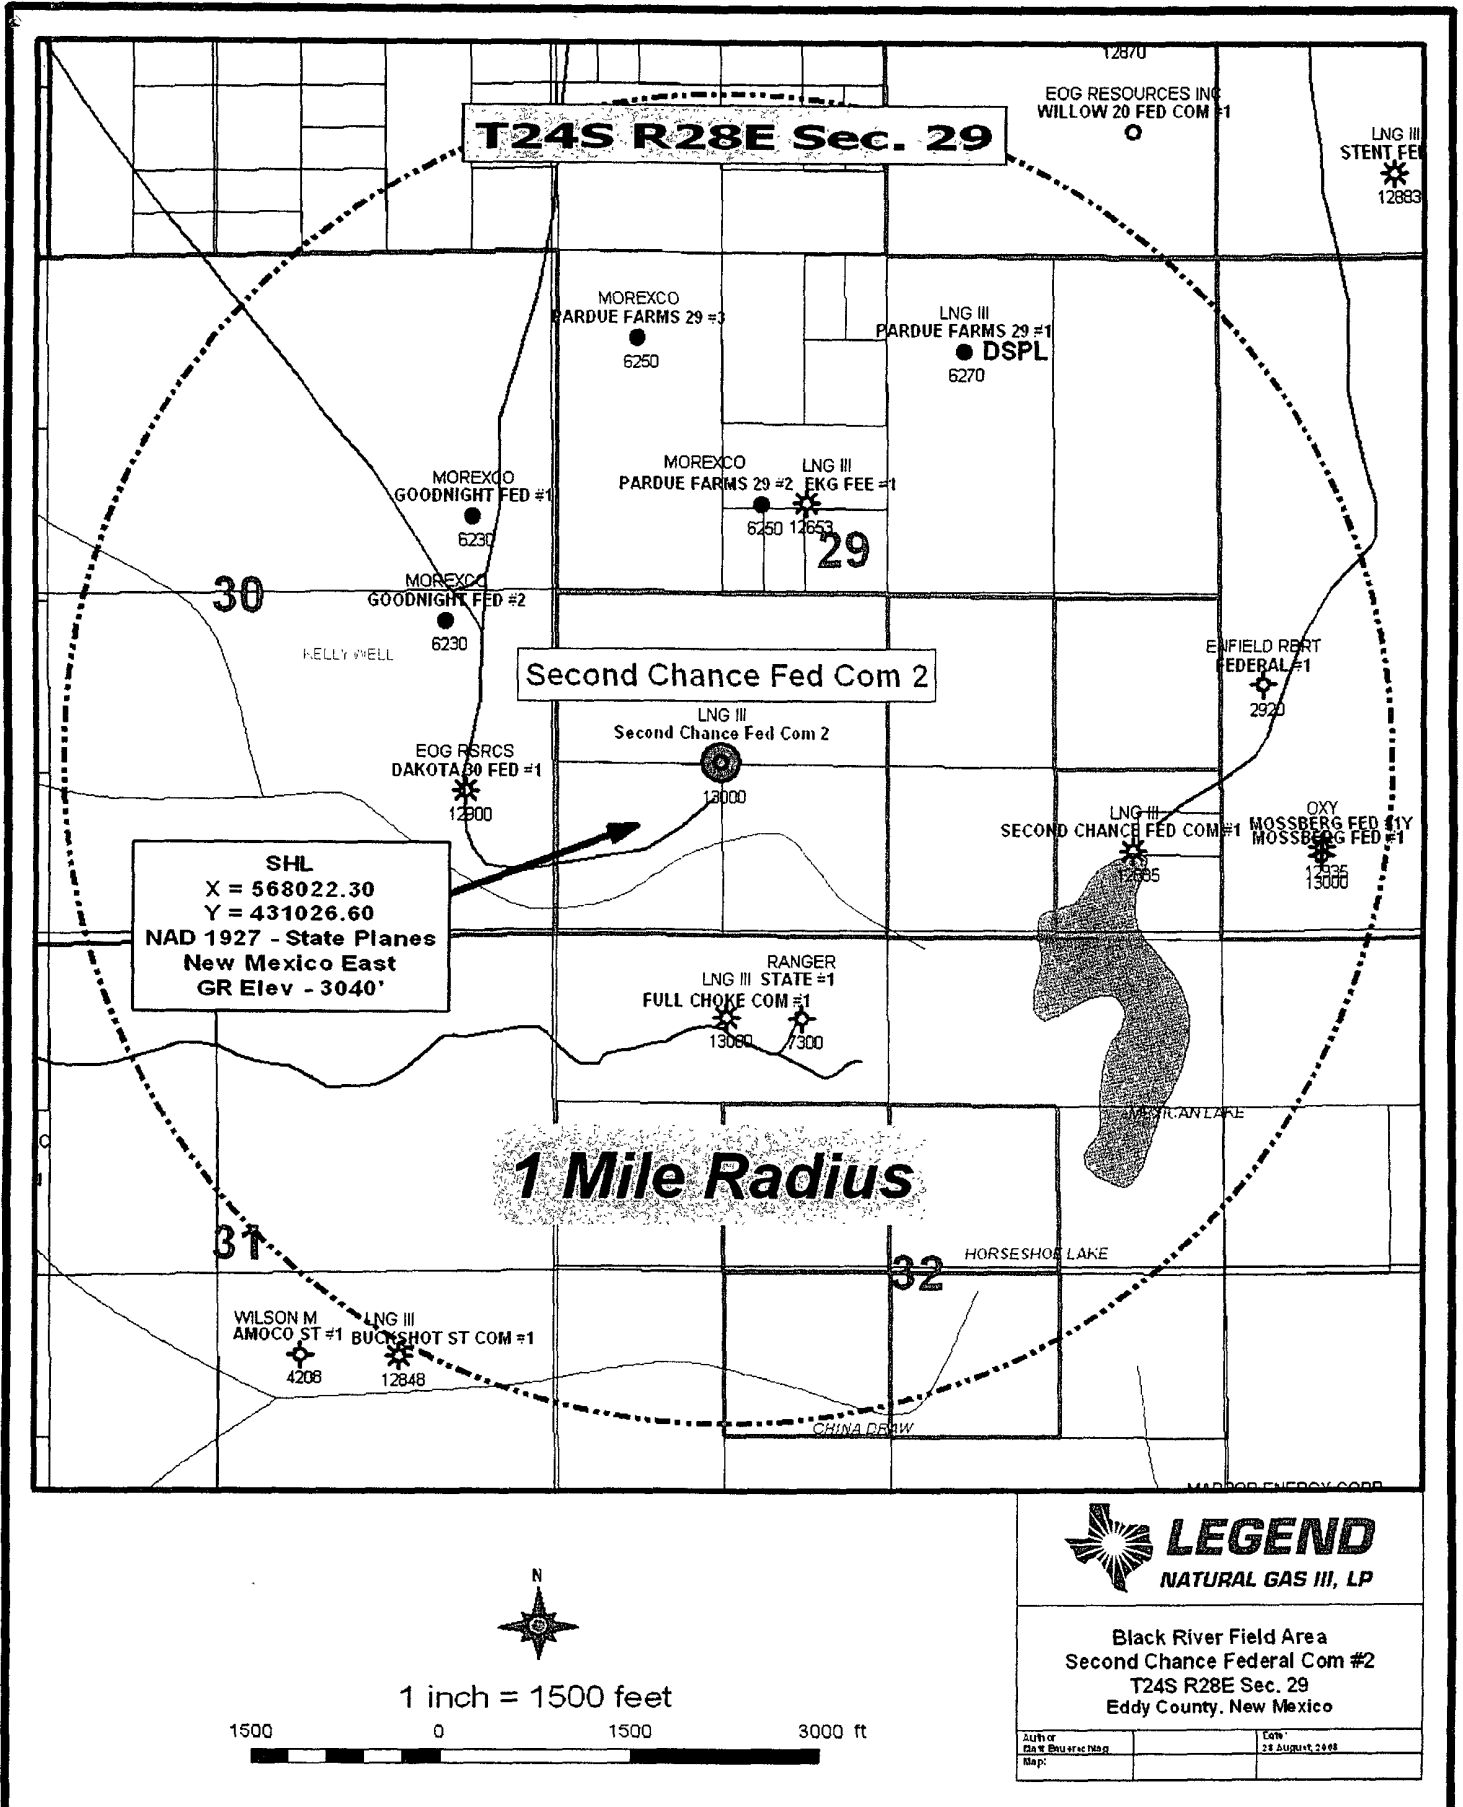 12870
EOG RESOURCES INC
WILLOW 20 FED COM #1
T24S R28E Sec. 29
LNG III
STENT FEE
12883
MOREXCO
PARDUE FARMS 29 #3
6250
LNG III
PARDUE FARMS 29 #1
DSPL
6270
MOREXCO
PARDUE FARMS 29 #2
6250
LNG III
EKG FEE #1
12653
29
MOREXCO
GOODNIGHT FED #1
6230
30
MOREXCO
GOODNIGHT FED #2
6230
KELLY WELL
Second Chance Fed Com 2
LNG III
Second Chance Fed Com 2
13000
ENFIELD RBRT
FEDERAL #1
2920
EOG RSRCS
DAKOTA 30 FED #1
12900
LNG III
SECOND CHANCE FED COM #1
OXY
MOSSBERG FED #1Y
MOSSBERG FED #1
12935
13000
SHL
X = 568022.30
Y = 431026.60
NAD 1927 - State Planes
New Mexico East
GR Elev - 3040'
LNG III
FULL CHOKE COM #1
RANGER
STATE #1
7300
MEXICAN LAKE
1 Mile Radius
31
32
HORSESHOE LAKE
WILSON M
AMOCO ST #1
4208
LNG III
BUCKSHOT ST COM #1
12848
CHINA DRAW
LEGEND
NATURAL GAS III, LP
N
1 inch = 1500 feet
1500 0 1500 3000 ft
Black River Field Area
Second Chance Federal Com #2
T24S R28E Sec. 29
Eddy County, New Mexico
Author
Date:
28 August, 2008
Map: